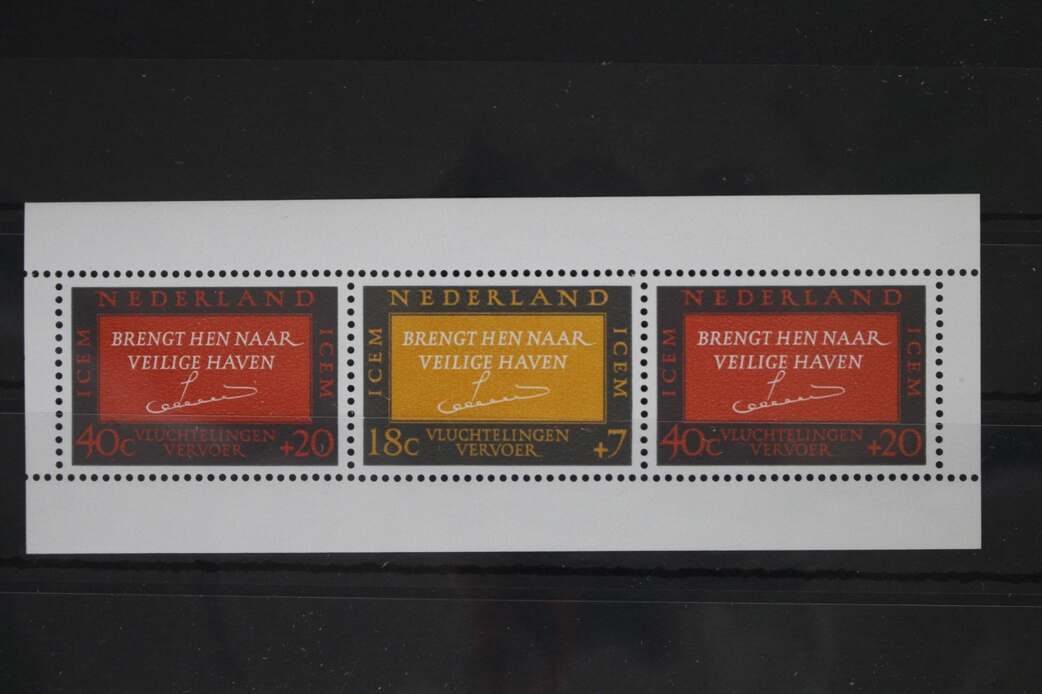 NEDERLAND
ICEM
BRENGT HEN NAAR
VEILIGE HAVEN
ICEM
40c VLUCHTELINGEN +20
VERVOER
NEDERLAND
ICEM
BRENGT HEN NAAR
VEILIGE HAVEN
ICEM
18c VLUCHTELINGEN +7
VERVOER
NEDERLAND
ICEM
BRENGT HEN NAAR
VEILIGE HAVEN
ICEM
40c VLUCHTELINGEN +20
VERVOER